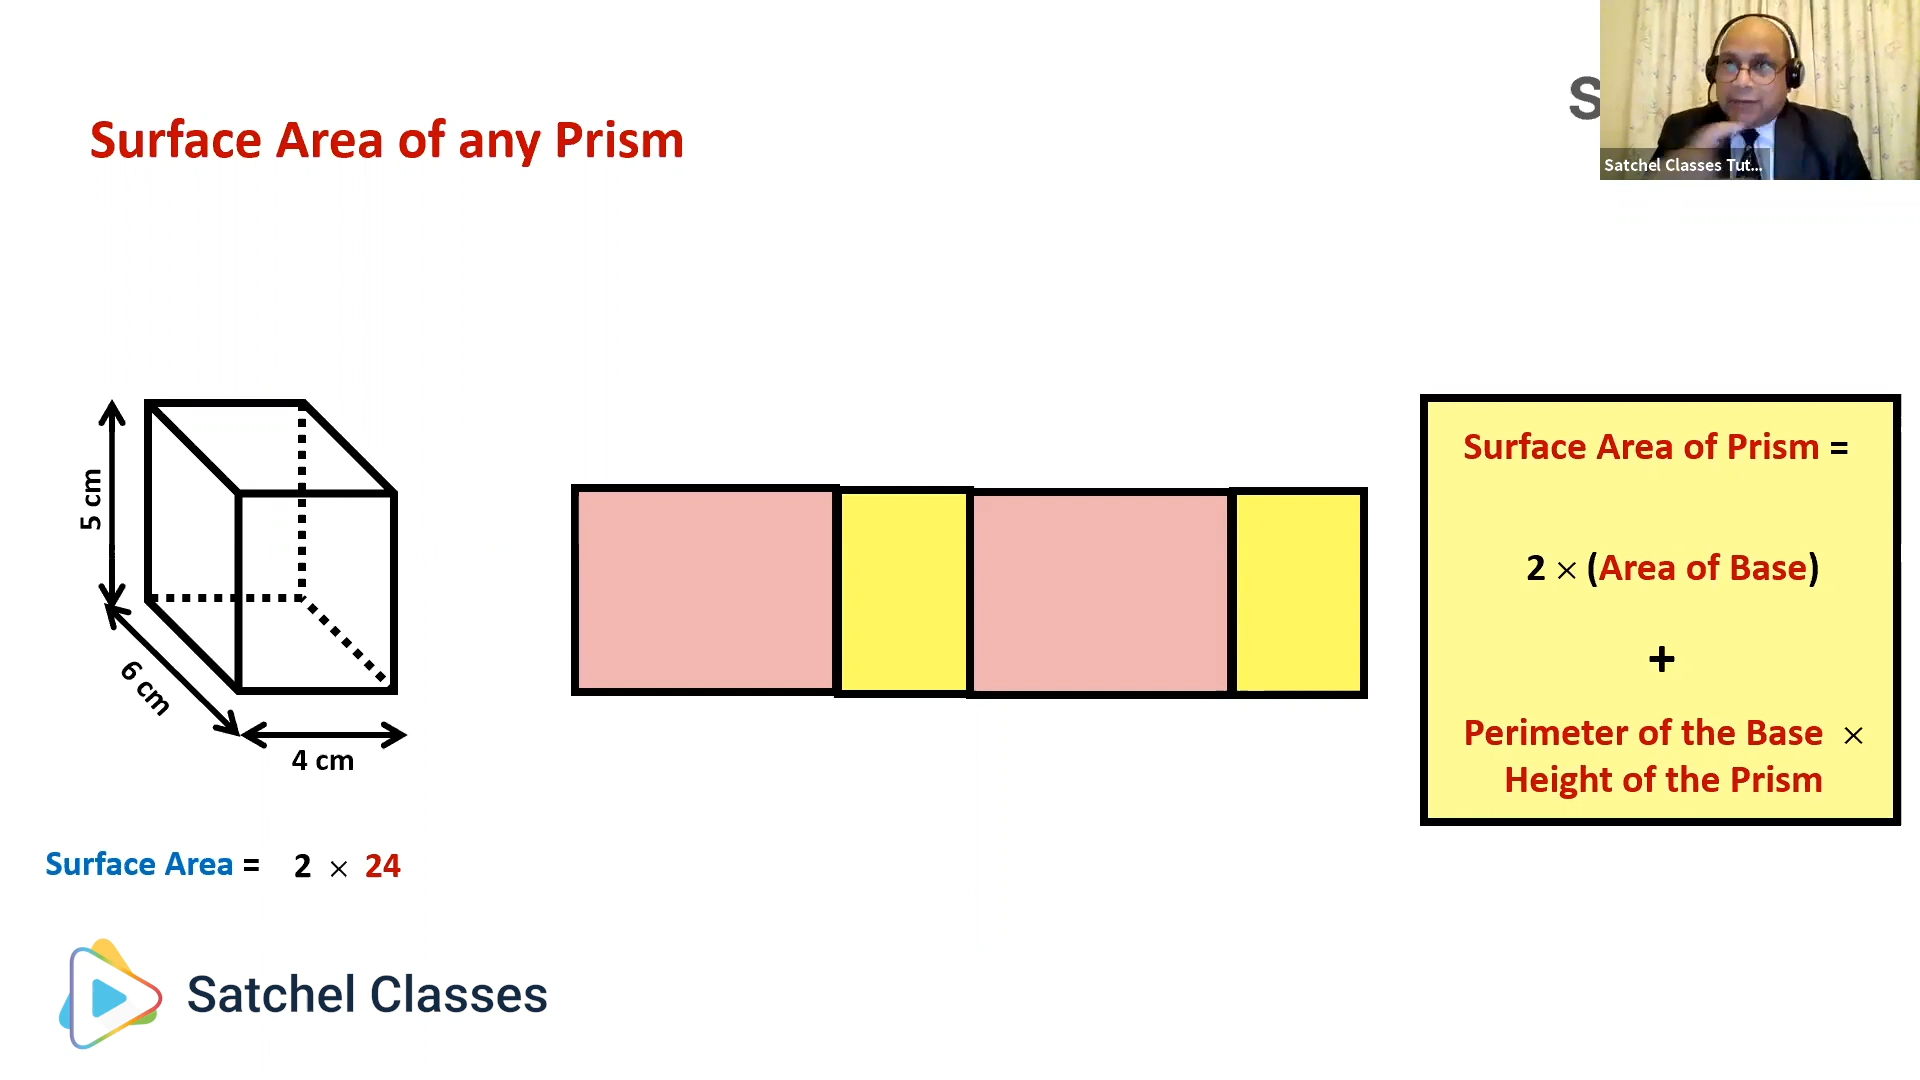 Surface Area of any Prism
S
Satchel Classes Tut...
5 cm
6 cm
4 cm
Surface Area of Prism =
2 × (Area of Base)
+
Perimeter of the Base ×
Height of the Prism
Surface Area = 2 × 24
Satchel Classes